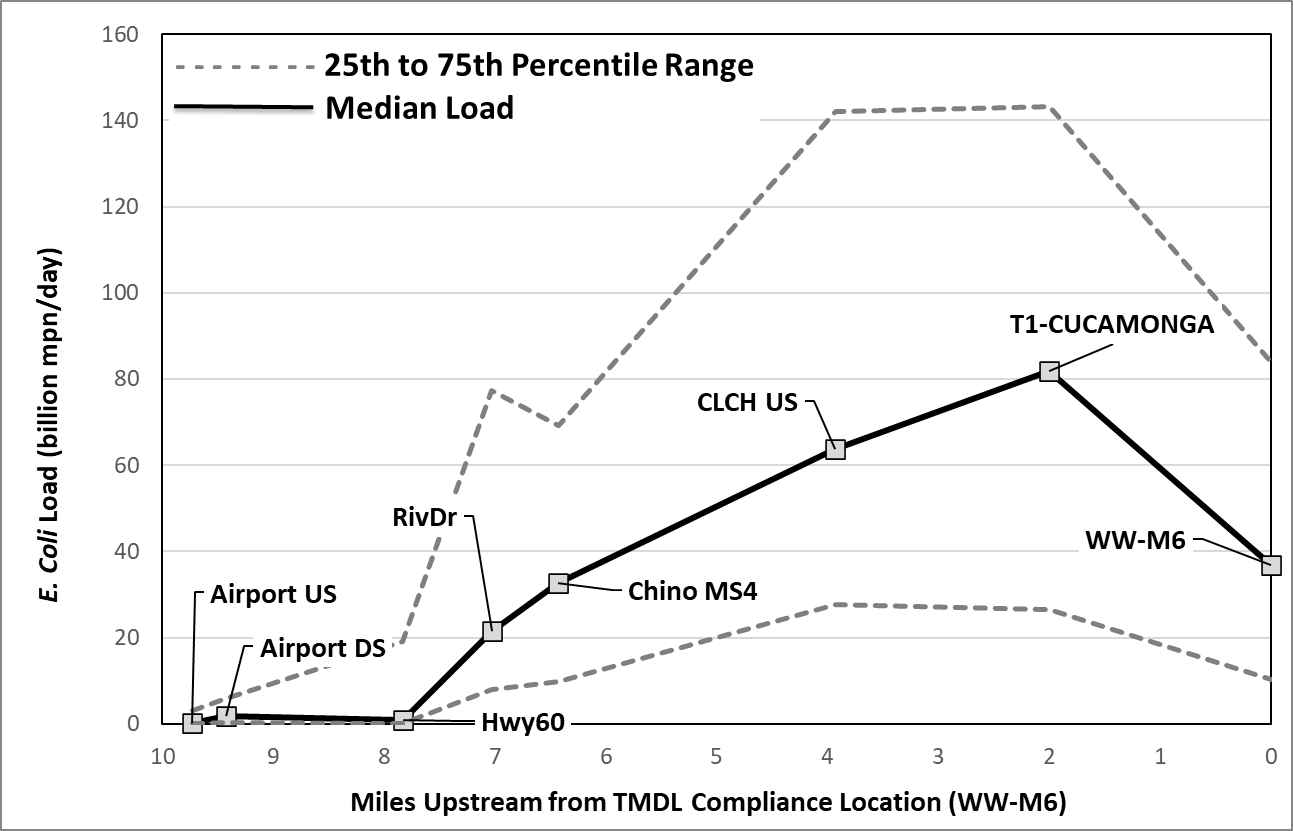 160
140
120
100
80
60
40
20
0
E. Coli Load (billion mpn/day)
25th to 75th Percentile Range
Median Load
T1-CUCAMONGA
CLCH US
RivDr
WW-M6
Airport US
Chino MS4
Airport DS
Hwy60
10 9 8 7 6 5 4 3 2 1 0
Miles Upstream from TMDL Compliance Location (WW-M6)